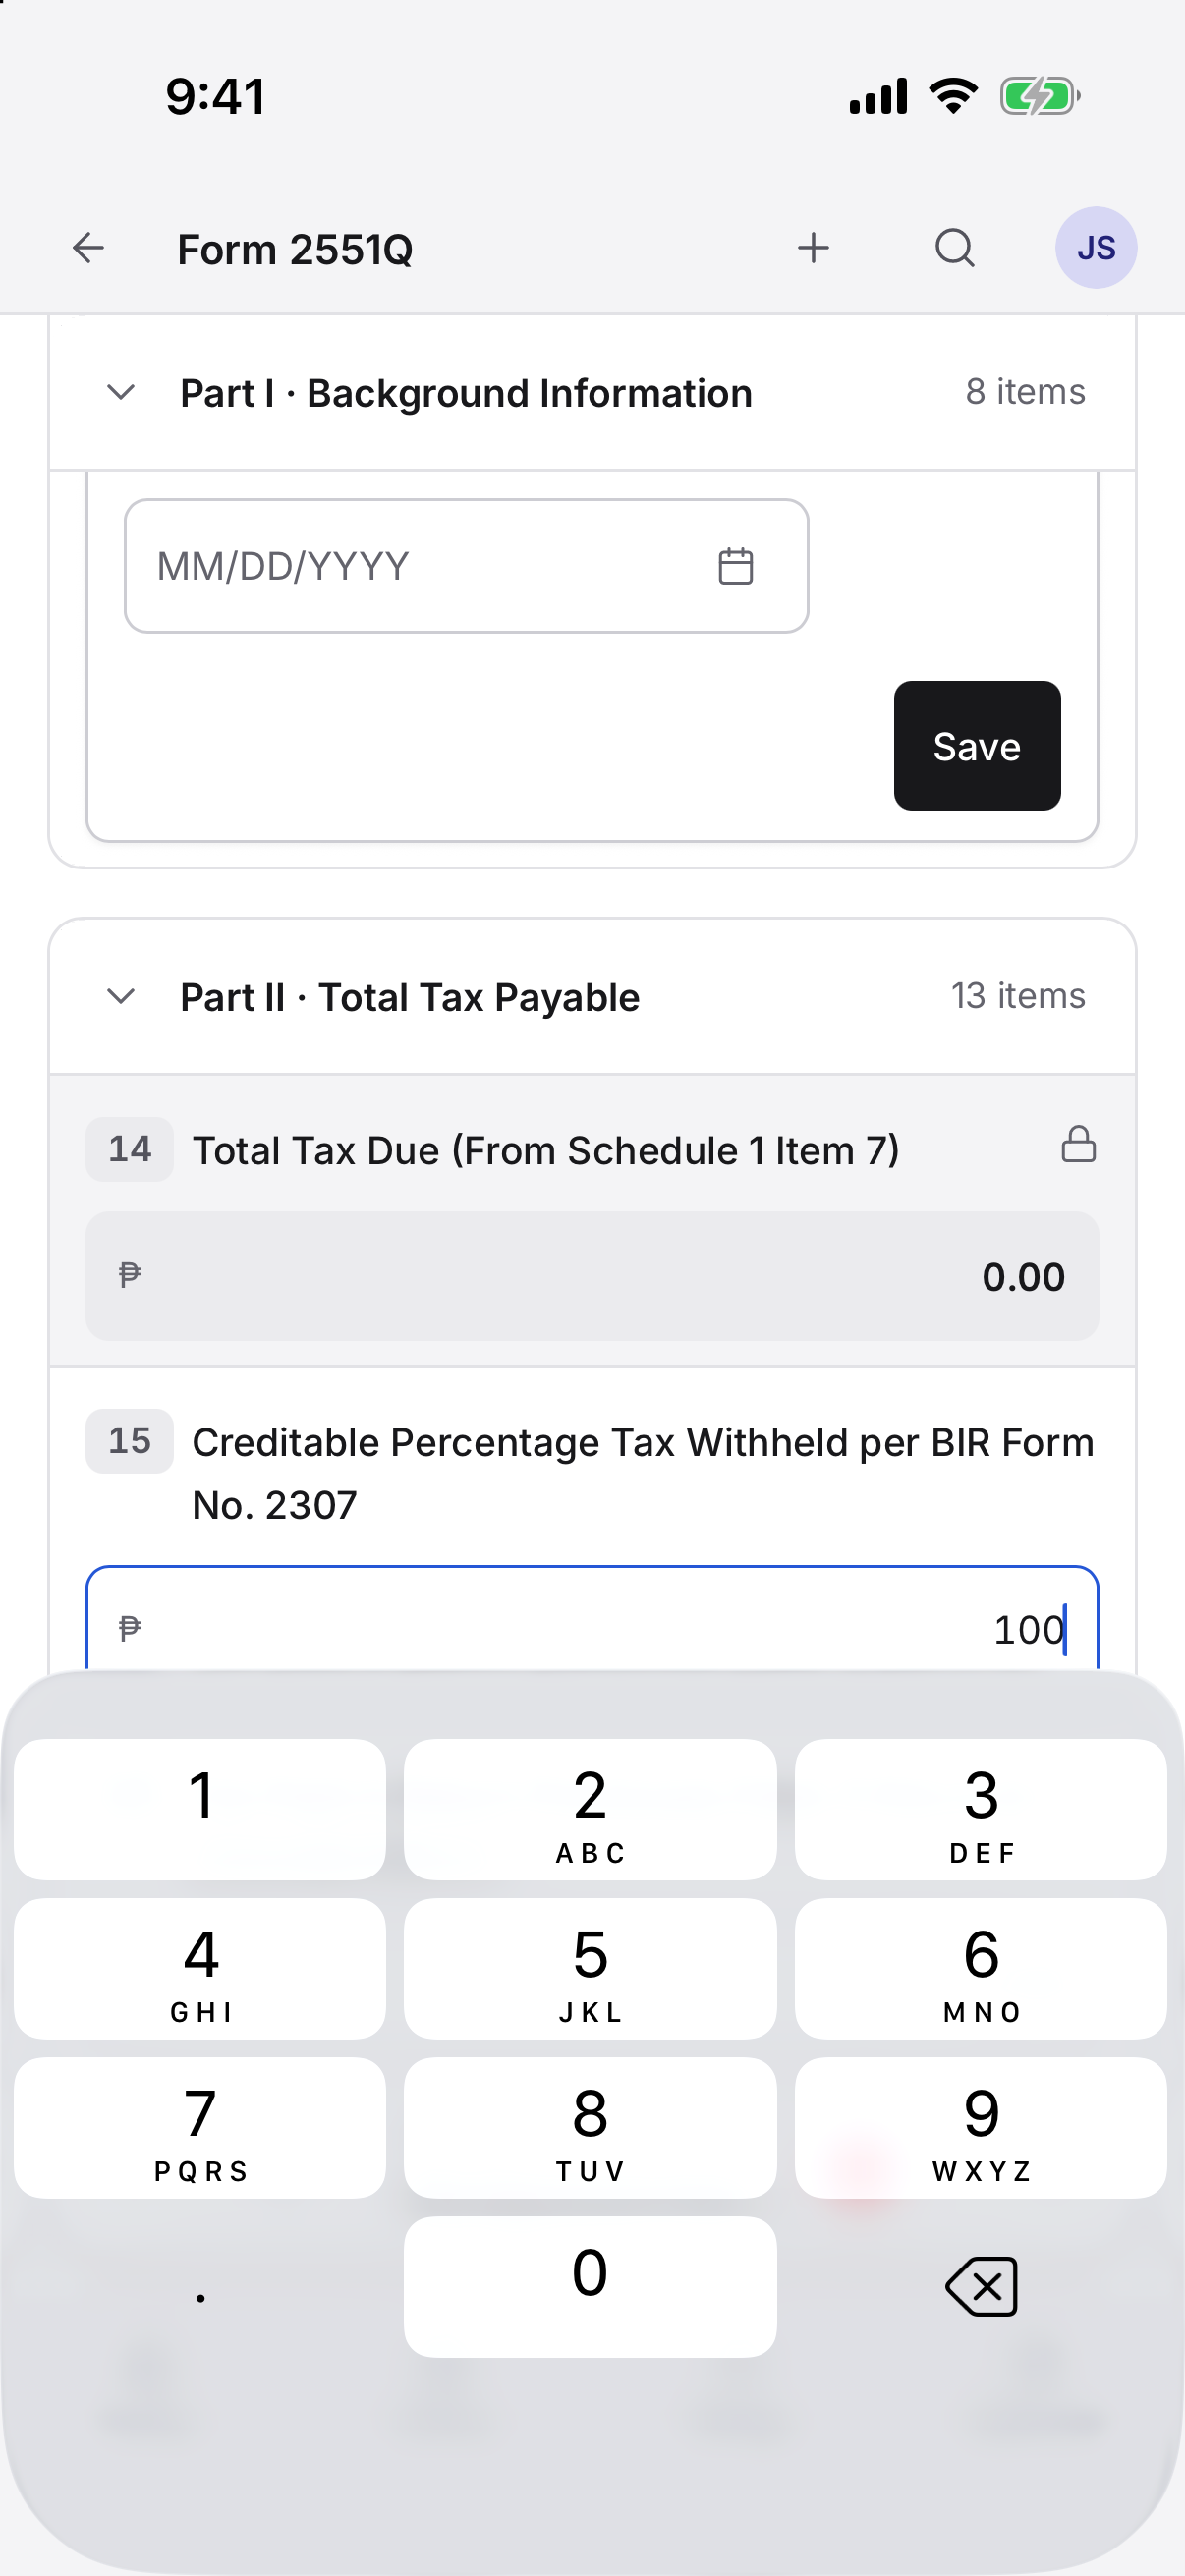 9:41
Form 2551Q
JS
Part I · Background Information
8 items
MM/DD/YYYY
Save
Part II · Total Tax Payable
13 items
14 Total Tax Due (From Schedule 1 Item 7)
₱ 0.00
15 Creditable Percentage Tax Withheld per BIR Form
No. 2307
₱ 100
1
2
ABC
3
DEF
4
GHI
5
JKL
6
MNO
7
PQRS
8
TUV
9
WXYZ
.
0